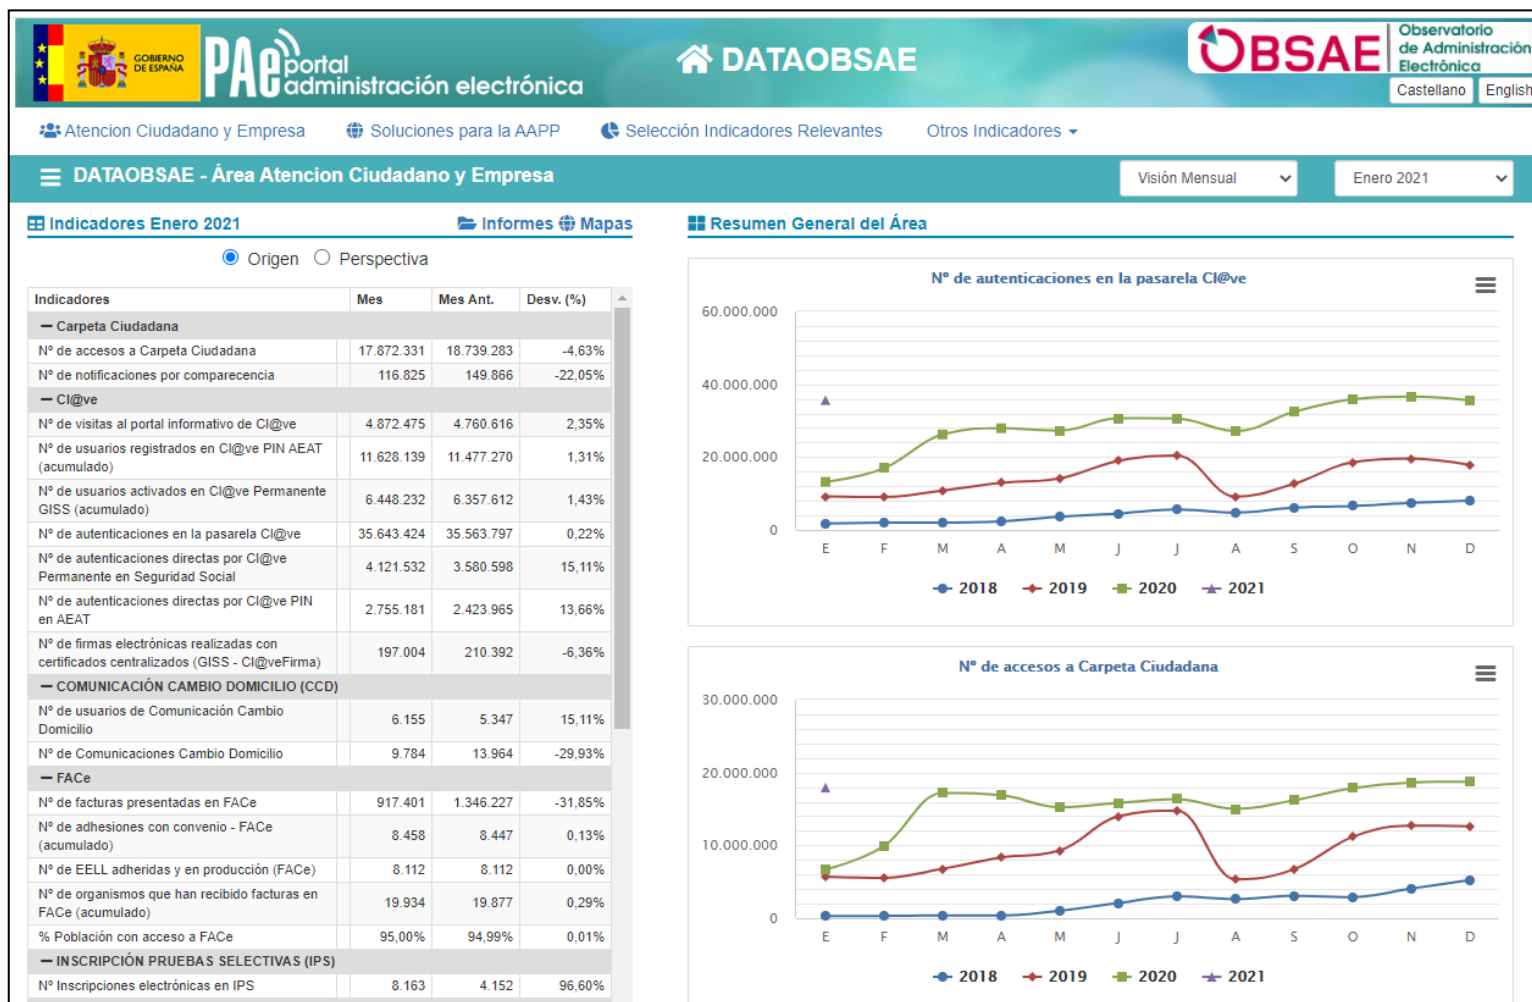 GOBIERNO
DE ESPAÑA
PAe portal
administración electrónica
DATAOBSAE
OBSAE
Observatorio
de Administración
Electrónica
Castellano English
Atencion Ciudadano y Empresa Soluciones para la AAPP Selección Indicadores Relevantes Otros Indicadores
DATAOBSAE - Área Atencion Ciudadano y Empresa Visión Mensual Enero 2021
Indicadores Enero 2021 Informes Mapas
Origen Perspectiva
Indicadores Mes Mes Ant. Desv. (%)
Carpeta Ciudadana
Nº de accesos a Carpeta Ciudadana 17.872.331 18.739.283 -4,63%
Nº de notificaciones por comparecencia 116.825 149.866 -22,05%
Cl@ve
Nº de visitas al portal informativo de Cl@ve 4.872.475 4.760.616 2,35%
Nº de usuarios registrados en Cl@ve PIN AEAT
(acumulado) 11.628.139 11.477.270 1,31%
Nº de usuarios activados en Cl@ve Permanente
GISS (acumulado) 6.448.232 6.357.612 1,43%
Nº de autenticaciones en la pasarela Cl@ve 35.643.424 35.563.797 0,22%
Nº de autenticaciones directas por Cl@ve
Permanente en Seguridad Social 4.121.532 3.580.598 15,11%
Nº de autenticaciones directas por Cl@ve PIN
en AEAT 2.755.181 2.423.965 13,66%
Nº de firmas electrónicas realizadas con
certificados centralizados (GISS - Cl@veFirma) 197.004 210.392 -6,36%
COMUNICACIÓN CAMBIO DOMICILIO (CCD)
Nº de usuarios de Comunicación Cambio
Domicilio 6.155 5.347 15,11%
Nº de Comunicaciones Cambio Domicilio 9.784 13.964 -29,93%
FACe
Nº de facturas presentadas en FACe 917.401 1.346.227 -31,85%
Nº de adhesiones con convenio - FACe
(acumulado) 8.458 8.447 0,13%
Nº de EELL adheridas y en producción (FACe) 8.112 8.112 0,00%
Nº de organismos que han recibido facturas en
FACe (acumulado) 19.934 19.877 0,29%
% Población con acceso a FACe 95,00% 94,99% 0,01%
INSCRIPCIÓN PRUEBAS SELECTIVAS (IPS)
Nº Inscripciones electrónicas en IPS 8.163 4.152 96,60%
Resumen General del Área
Nº de autenticaciones en la pasarela Cl@ve
60.000.000
40.000.000
20.000.000
0
E F M A M J J A S O N D
2018 2019 2020 2021
Nº de accesos a Carpeta Ciudadana
30.000.000
20.000.000
10.000.000
0
E F M A M J J A S O N D
2018 2019 2020 2021